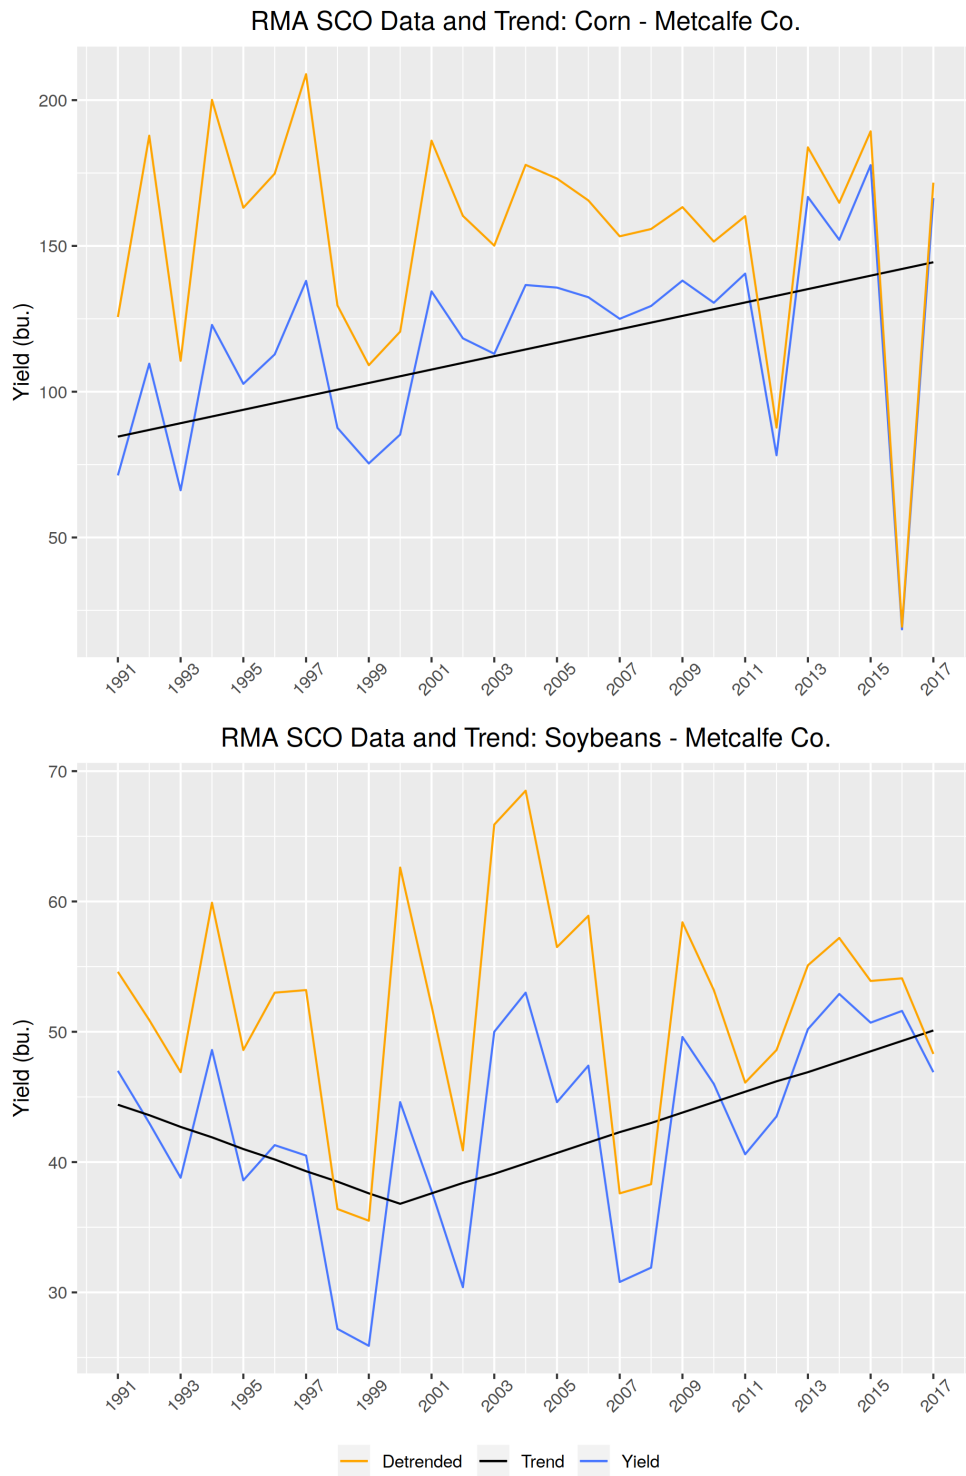 RMA SCO Data and Trend: Corn - Metcalfe Co.
Yield (bu.)
200
150
100
50
1991 1993 1995 1997 1999 2001 2003 2005 2007 2009 2011 2013 2015 2017
RMA SCO Data and Trend: Soybeans - Metcalfe Co.
Yield (bu.)
70
60
50
40
30
1991 1993 1995 1997 1999 2001 2003 2005 2007 2009 2011 2013 2015 2017
Detrended Trend Yield